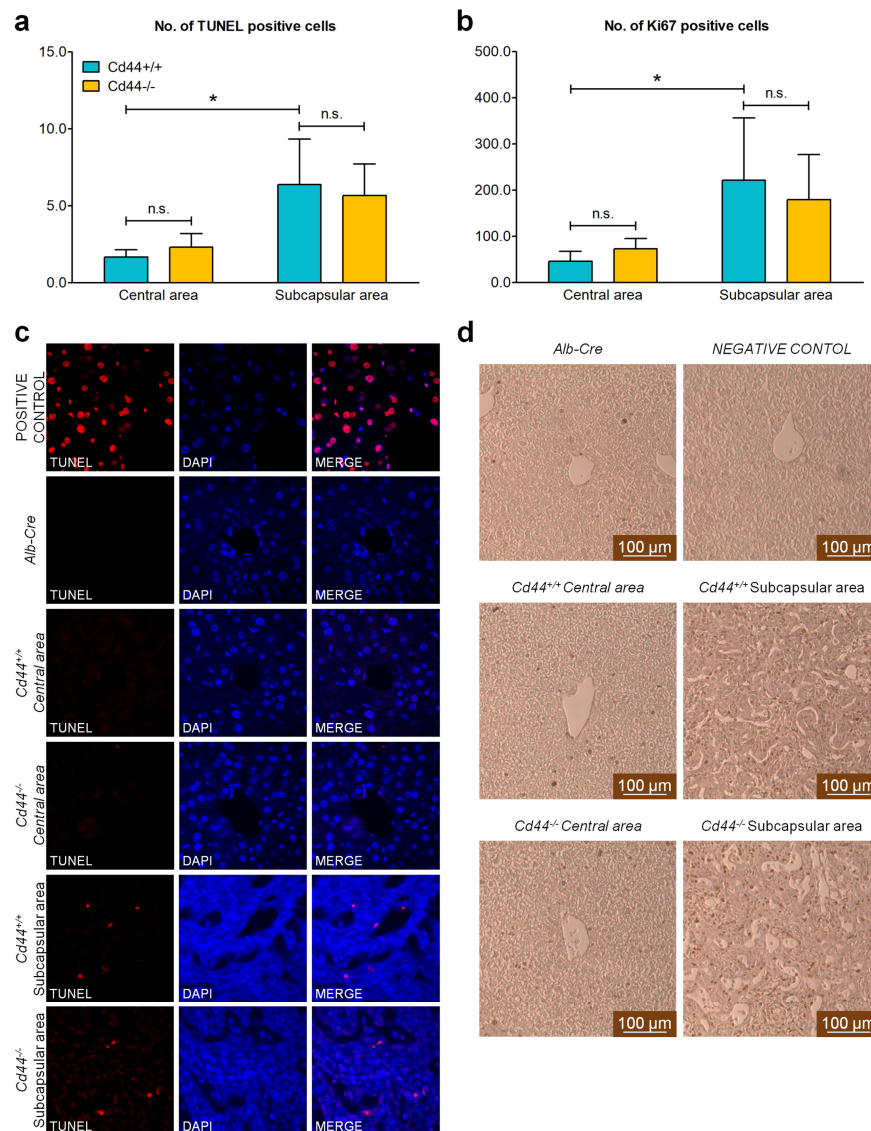 a
No. of TUNEL positive cells
15.0
10.0
5.0
0.0
Cd44+/+
Cd44-/-
*
n.s.
n.s.
Central area
Subcapsular area
b
No. of Ki67 positive cells
500.0
400.0
300.0
200.0
100.0
0.0
*
n.s.
n.s.
Central area
Subcapsular area
c
POSITIVE
CONTROL
TUNEL
DAPI
MERGE
Alb-Cre
TUNEL
DAPI
MERGE
Cd44+/+
Central area
TUNEL
DAPI
MERGE
Cd44-/-
Central area
TUNEL
DAPI
MERGE
Cd44+/+
Subcapsular area
TUNEL
DAPI
MERGE
Cd44-/-
Subcapsular area
TUNEL
DAPI
MERGE
d
Alb-Cre
NEGATIVE CONTOL
100 µm
100 µm
Cd44+/+ Central area
Cd44+/+ Subcapsular area
100 µm
100 µm
Cd44-/- Central area
Cd44-/- Subcapsular area
100 µm
100 µm